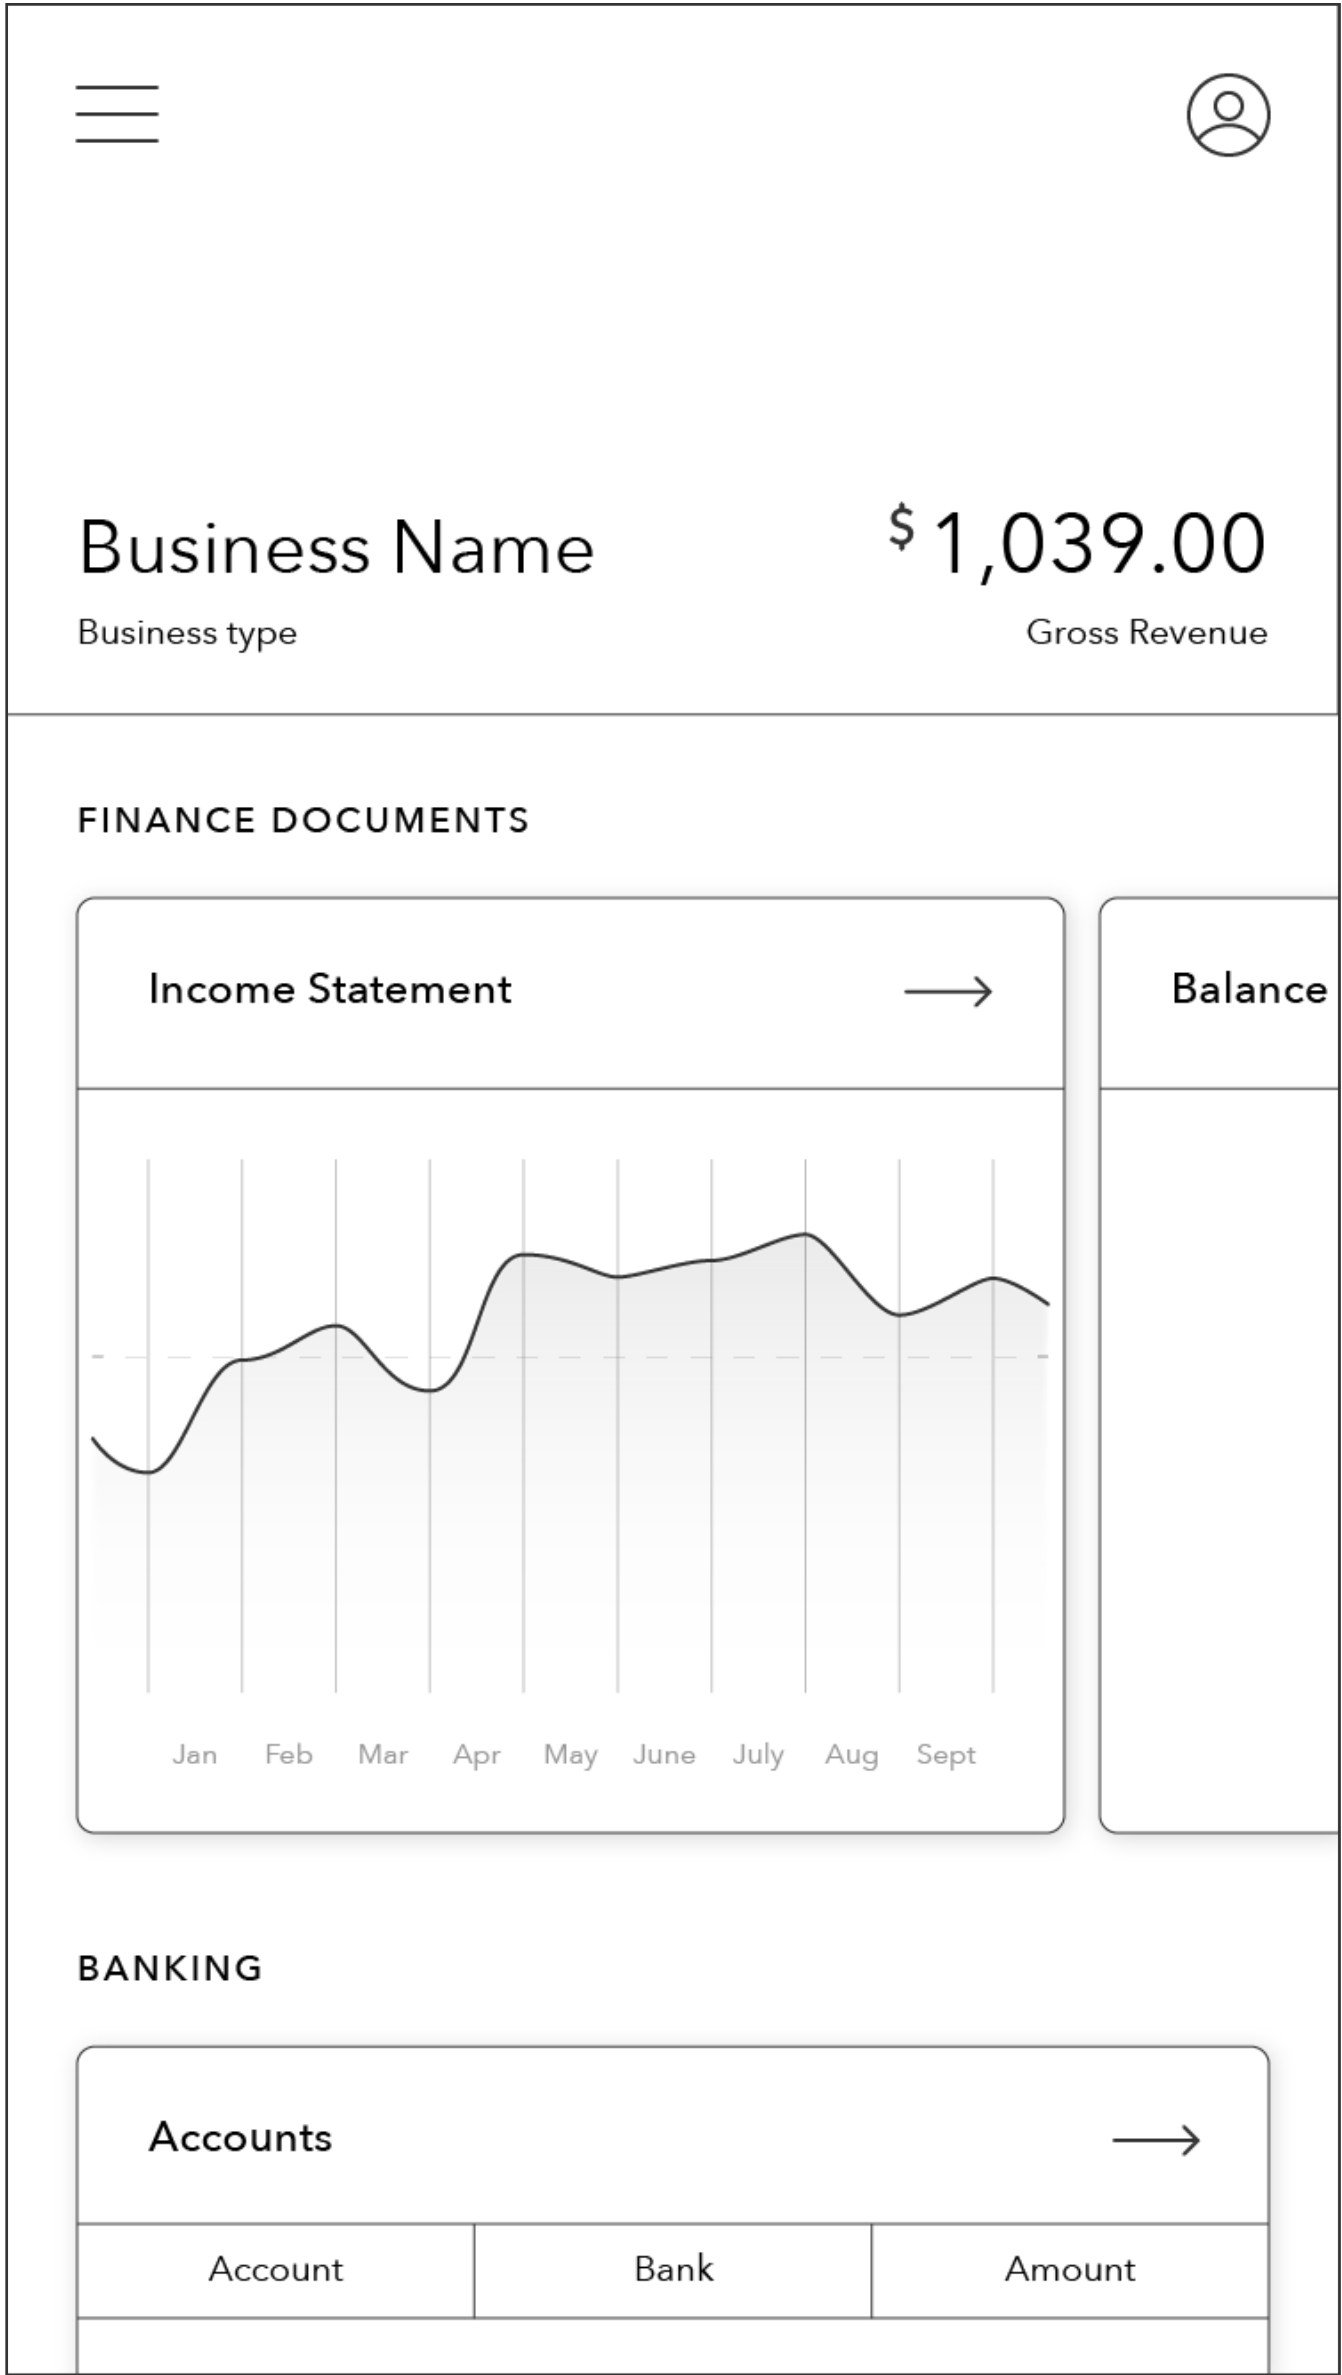 Business Name
$ 1,039.00
Business type
Gross Revenue
FINANCE DOCUMENTS
Income Statement
Balance
Jan Feb Mar Apr May June July Aug Sept
BANKING
Accounts
Account Bank Amount